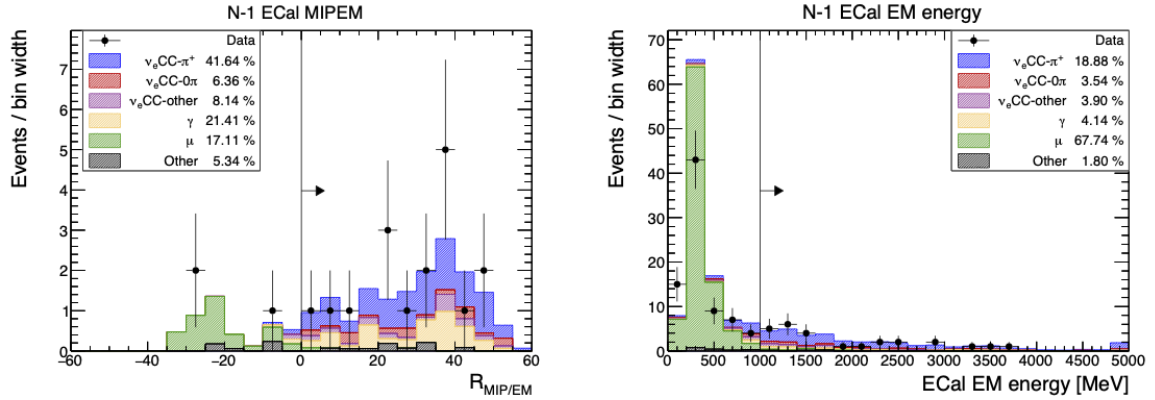 N-1 ECal MIPEM
Events / bin width
Data
νₑCC-π⁺ 41.64 %
νₑCC-0π 6.36 %
νₑCC-other 8.14 %
γ 21.41 %
μ 17.11 %
Other 5.34 %
7
6
5
4
3
2
1
0
−60 −40 −20 0 20 40 60
R_MIP/EM
N-1 ECal EM energy
Events / bin width
Data
νₑCC-π⁺ 18.88 %
νₑCC-0π 3.54 %
νₑCC-other 3.90 %
γ 4.14 %
μ 67.74 %
Other 1.80 %
70
60
50
40
30
20
10
0
0 500 1000 1500 2000 2500 3000 3500 4000 4500 5000
ECal EM energy [MeV]